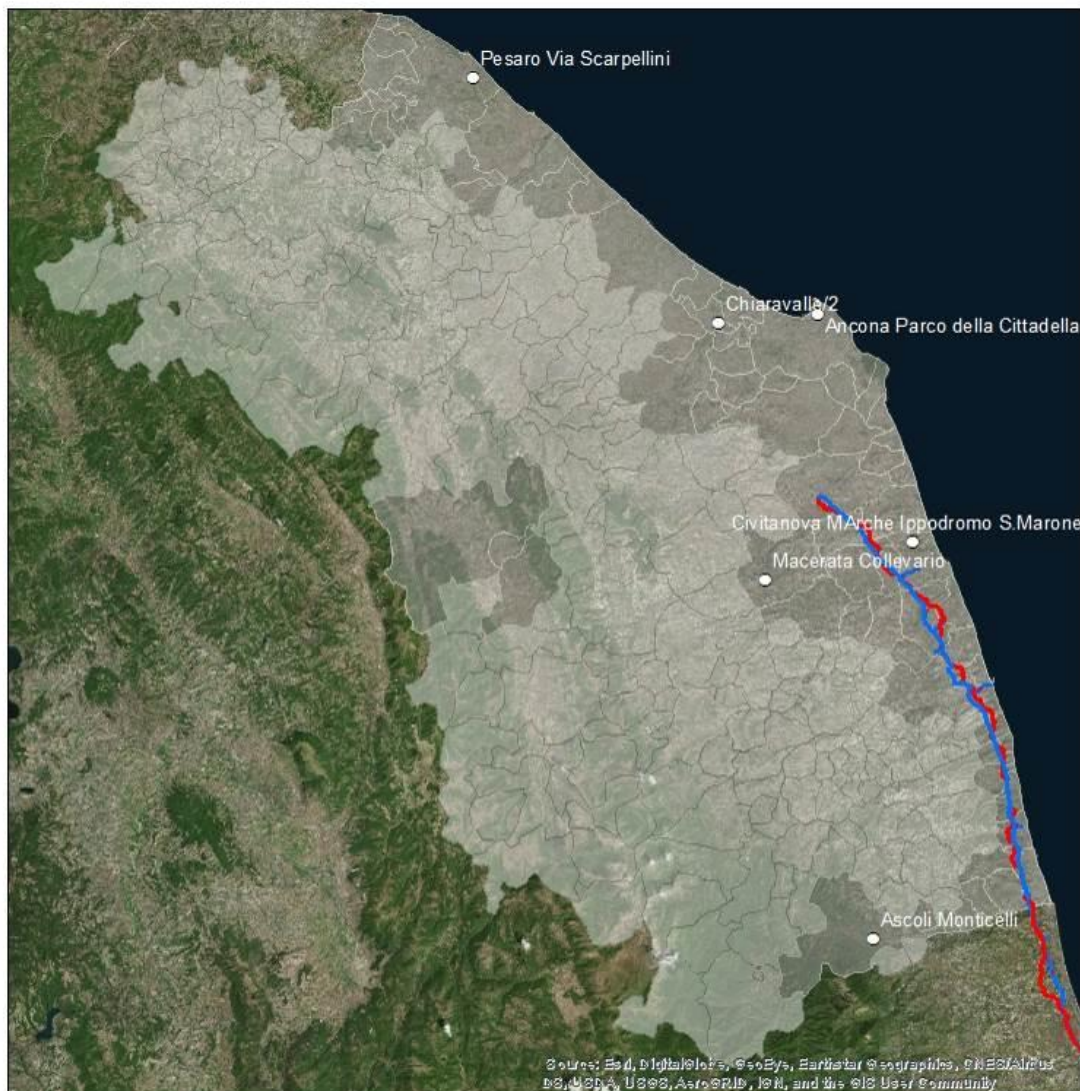 Pesaro Via Scarpellini
Chiaravalle/2
Ancona Parco della Cittadella
Civitanova MArche Ippodromo S.Marone
Macerata Collevario
Ascoli Monticelli
Source: Esri, DigitalGlobe, GeoEye, Earthstar Geographics, CNES/Airbus
DS, USDA, USGS, AeroGRID, IGN, and the GIS User Community